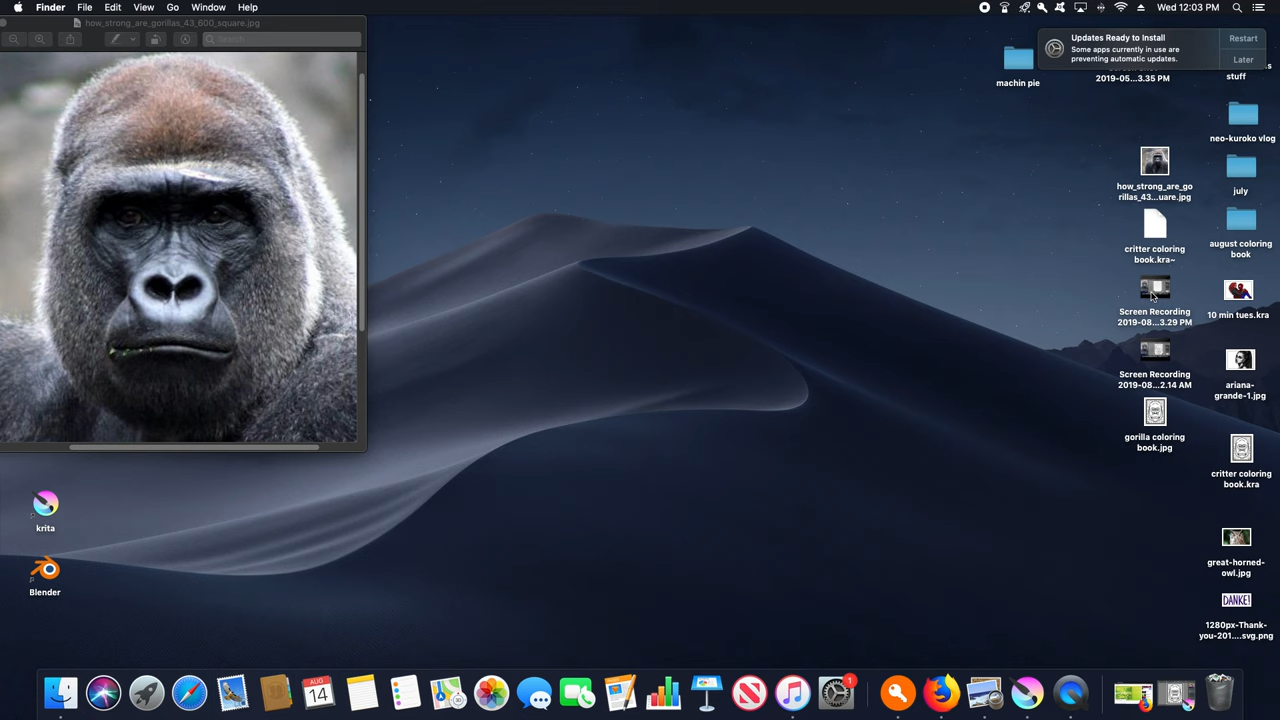 Finder File Edit View Go Window Help
Wed 12:03 PM
how_strong_are_gorillas_43_600_square.jpg
Search
Updates Ready to Install
Some apps currently in use are
preventing automatic updates.
Restart
Later
machin pie
2019-05...3.35 PM
stuff
neo-kuroko vlog
how_strong_are_go
rillas_43...uare.jpg
july
critter coloring
book.kra~
august coloring
book
Screen Recording
2019-08...3.29 PM
10 min tues.kra
Screen Recording
2019-08...2.14 AM
ariana-
grande-1.jpg
gorilla coloring
book.jpg
critter coloring
book.kra
krita
great-horned-
owl.jpg
Blender
DANKE!
1280px-Thank-
you-201....svg.png
AUG
14
1